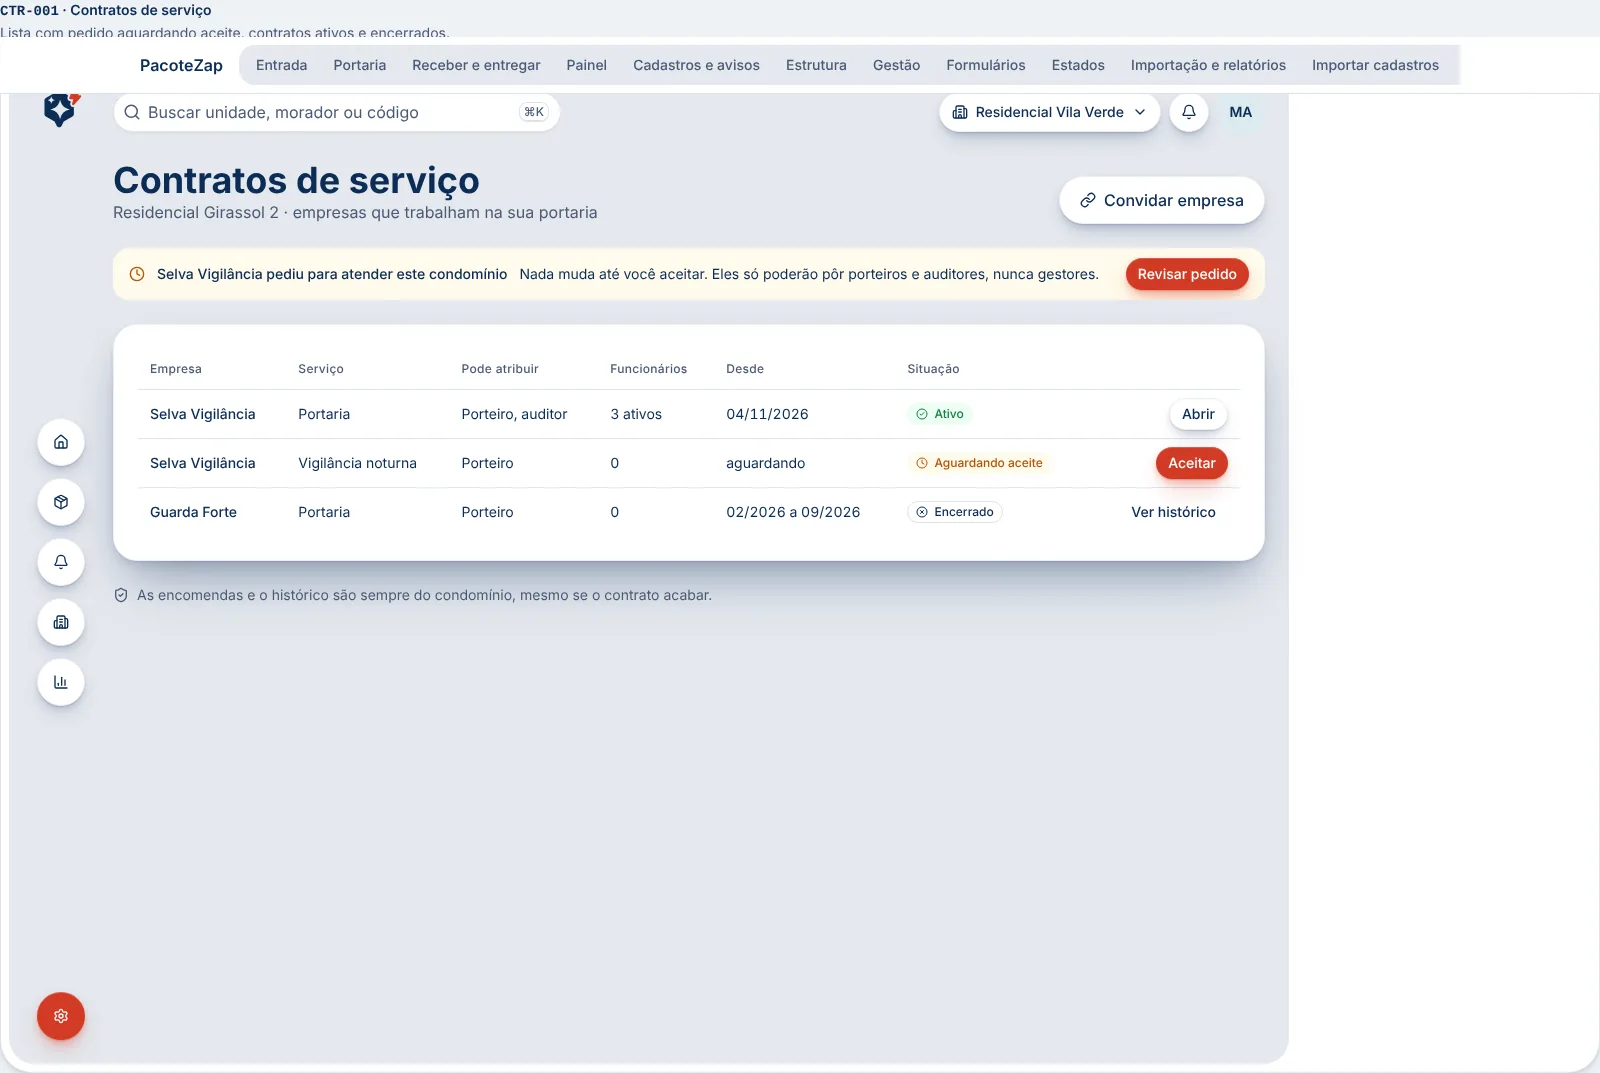 CTR-001 · Contratos de serviço
Lista com pedido aguardando aceite, contratos ativos e encerrados.
PacoteZap
Entrada
Portaria
Receber e entregar
Painel
Cadastros e avisos
Estrutura
Gestão
Formulários
Estados
Importação e relatórios
Importar cadastros
Buscar unidade, morador ou código
⌘K
Residencial Vila Verde
MA
Contratos de serviço
Residencial Girassol 2 · empresas que trabalham na sua portaria
Convidar empresa
Selva Vigilância pediu para atender este condomínio Nada muda até você aceitar. Eles só poderão pôr porteiros e auditores, nunca gestores.
Revisar pedido
Empresa Serviço Pode atribuir Funcionários Desde Situação
Selva Vigilância Portaria Porteiro, auditor 3 ativos 04/11/2026 Ativo Abrir
Selva Vigilância Vigilância noturna Porteiro 0 aguardando Aguardando aceite Aceitar
Guarda Forte Portaria Porteiro 0 02/2026 a 09/2026 Encerrado Ver histórico
As encomendas e o histórico são sempre do condomínio, mesmo se o contrato acabar.